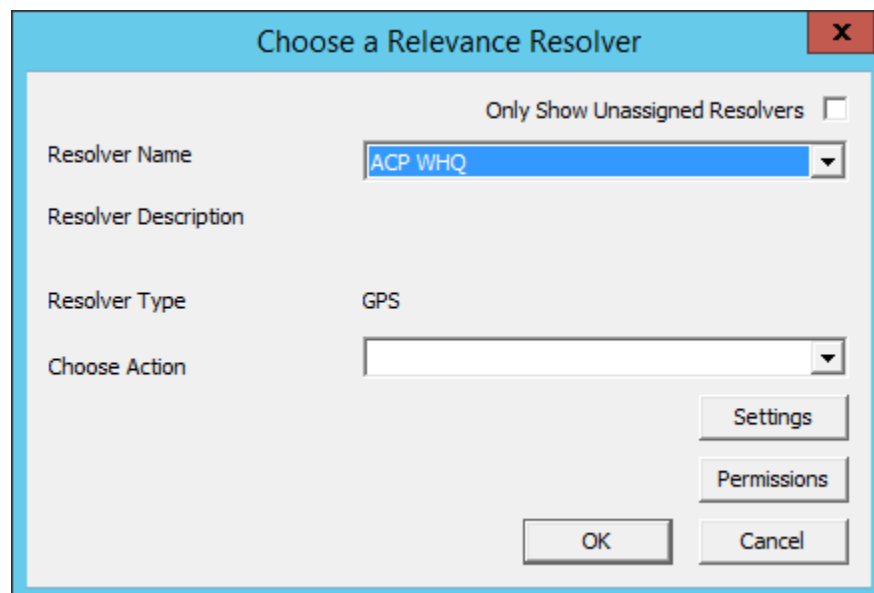 Choose a Relevance Resolver
x
Only Show Unassigned Resolvers
Resolver Name
ACP WHQ
Resolver Description
Resolver Type
GPS
Choose Action
Settings
Permissions
OK
Cancel